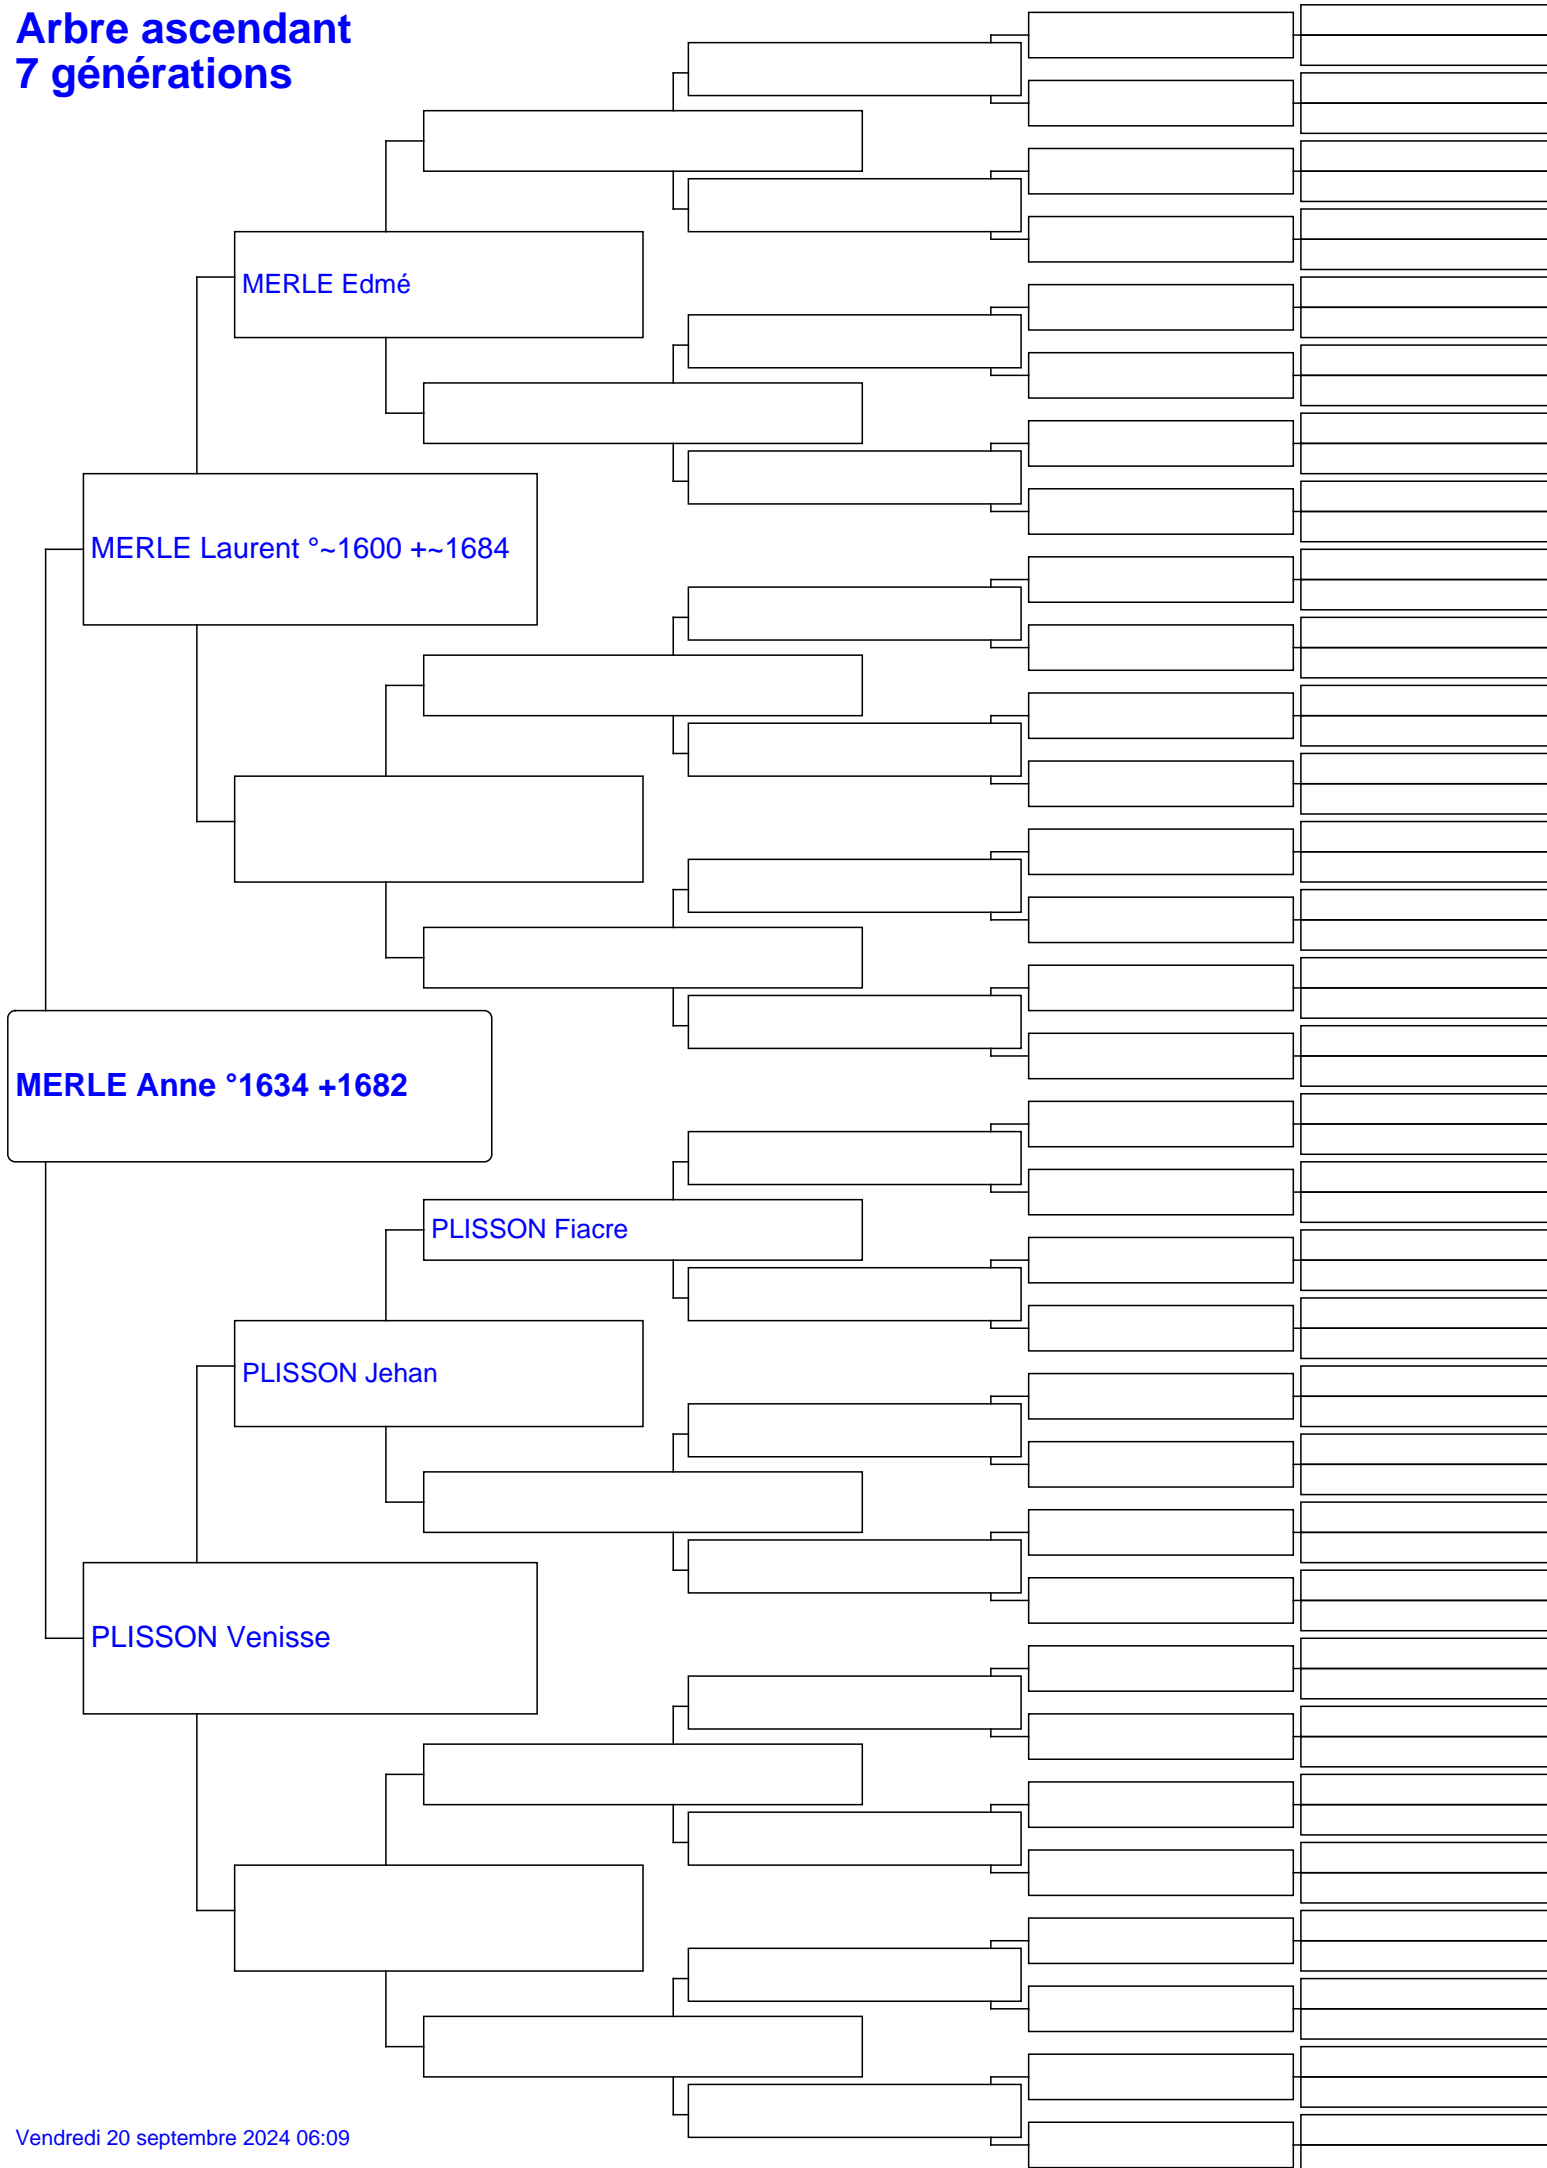 Arbre ascendant
7 générations
MERLE Edmé
MERLE Laurent °~1600 +~1684
MERLE Anne °1634 +1682
PLISSON Fiacre
PLISSON Jehan
PLISSON Venisse
Vendredi 20 septembre 2024 06:09